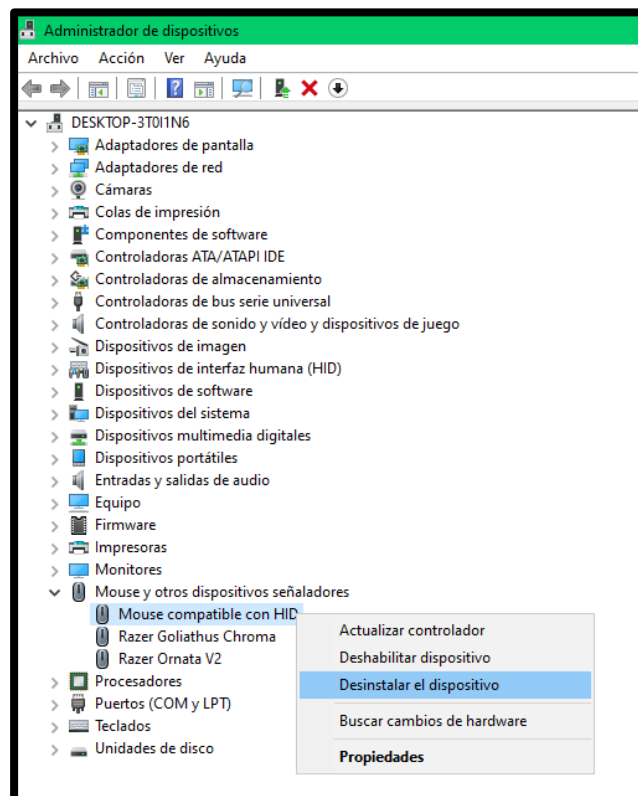 Administrador de dispositivos
Archivo Acción Ver Ayuda
DESKTOP-3T0I1N6
Adaptadores de pantalla
Adaptadores de red
Cámaras
Colas de impresión
Componentes de software
Controladoras ATA/ATAPI IDE
Controladoras de almacenamiento
Controladoras de bus serie universal
Controladoras de sonido y vídeo y dispositivos de juego
Dispositivos de imagen
Dispositivos de interfaz humana (HID)
Dispositivos de software
Dispositivos del sistema
Dispositivos multimedia digitales
Dispositivos portátiles
Entradas y salidas de audio
Equipo
Firmware
Impresoras
Monitores
Mouse y otros dispositivos señaladores
Mouse compatible con HID
Razer Goliathus Chroma
Razer Ornata V2
Procesadores
Puertos (COM y LPT)
Teclados
Unidades de disco
Actualizar controlador
Deshabilitar dispositivo
Desinstalar el dispositivo
Buscar cambios de hardware
Propiedades